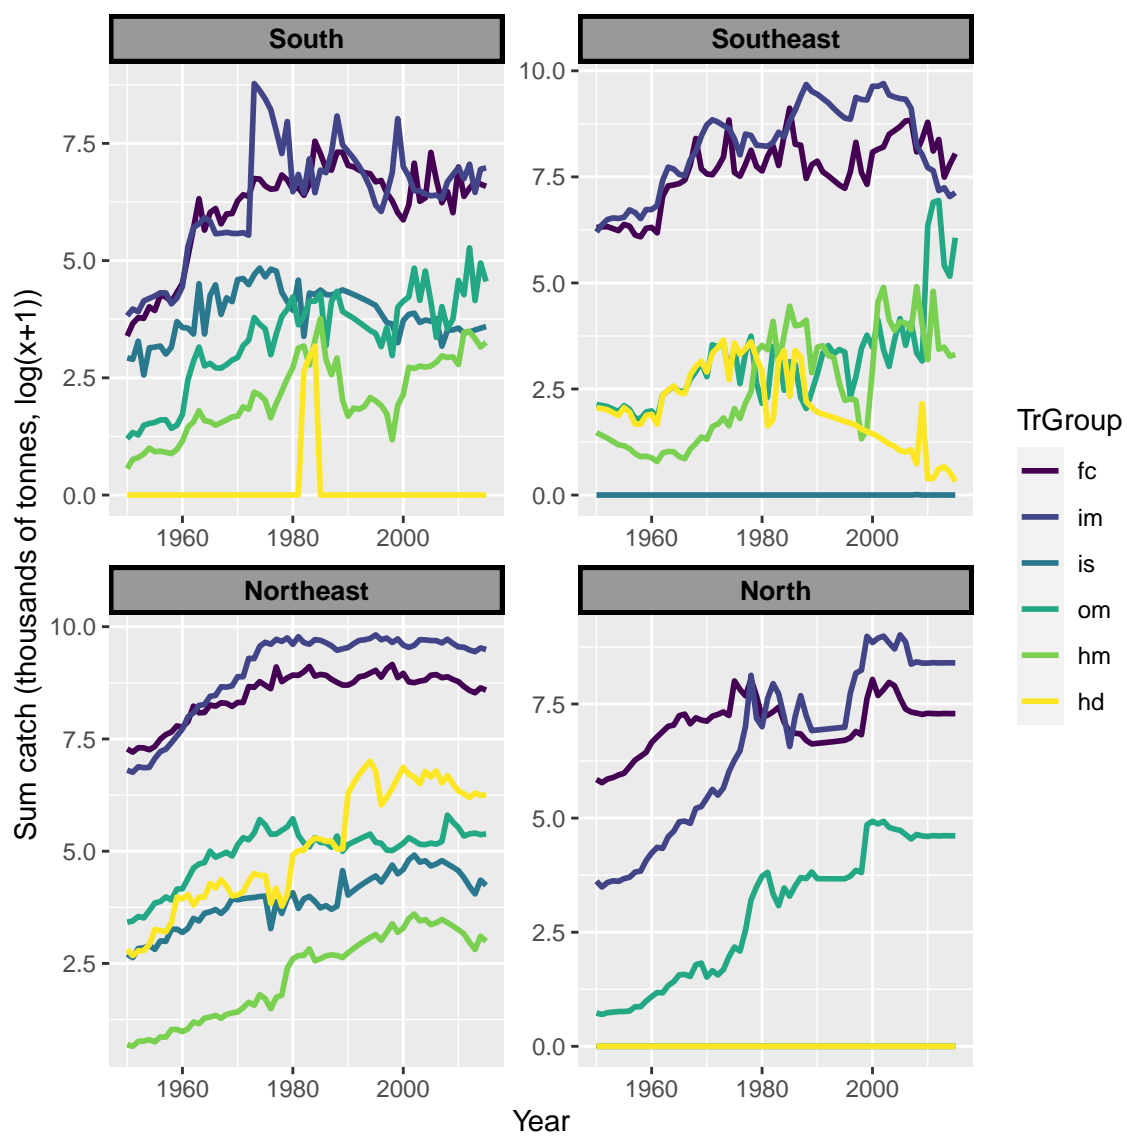 South
Southeast
7.5
5.0
2.5
0.0
1960 1980 2000
10.0
7.5
5.0
2.5
0.0
1960 1980 2000
Northeast
North
10.0
7.5
5.0
2.5
1960 1980 2000
7.5
5.0
2.5
0.0
1960 1980 2000
Sum catch (thousands of tonnes, log(x+1))
Year
TrGroup
fc
im
is
om
hm
hd